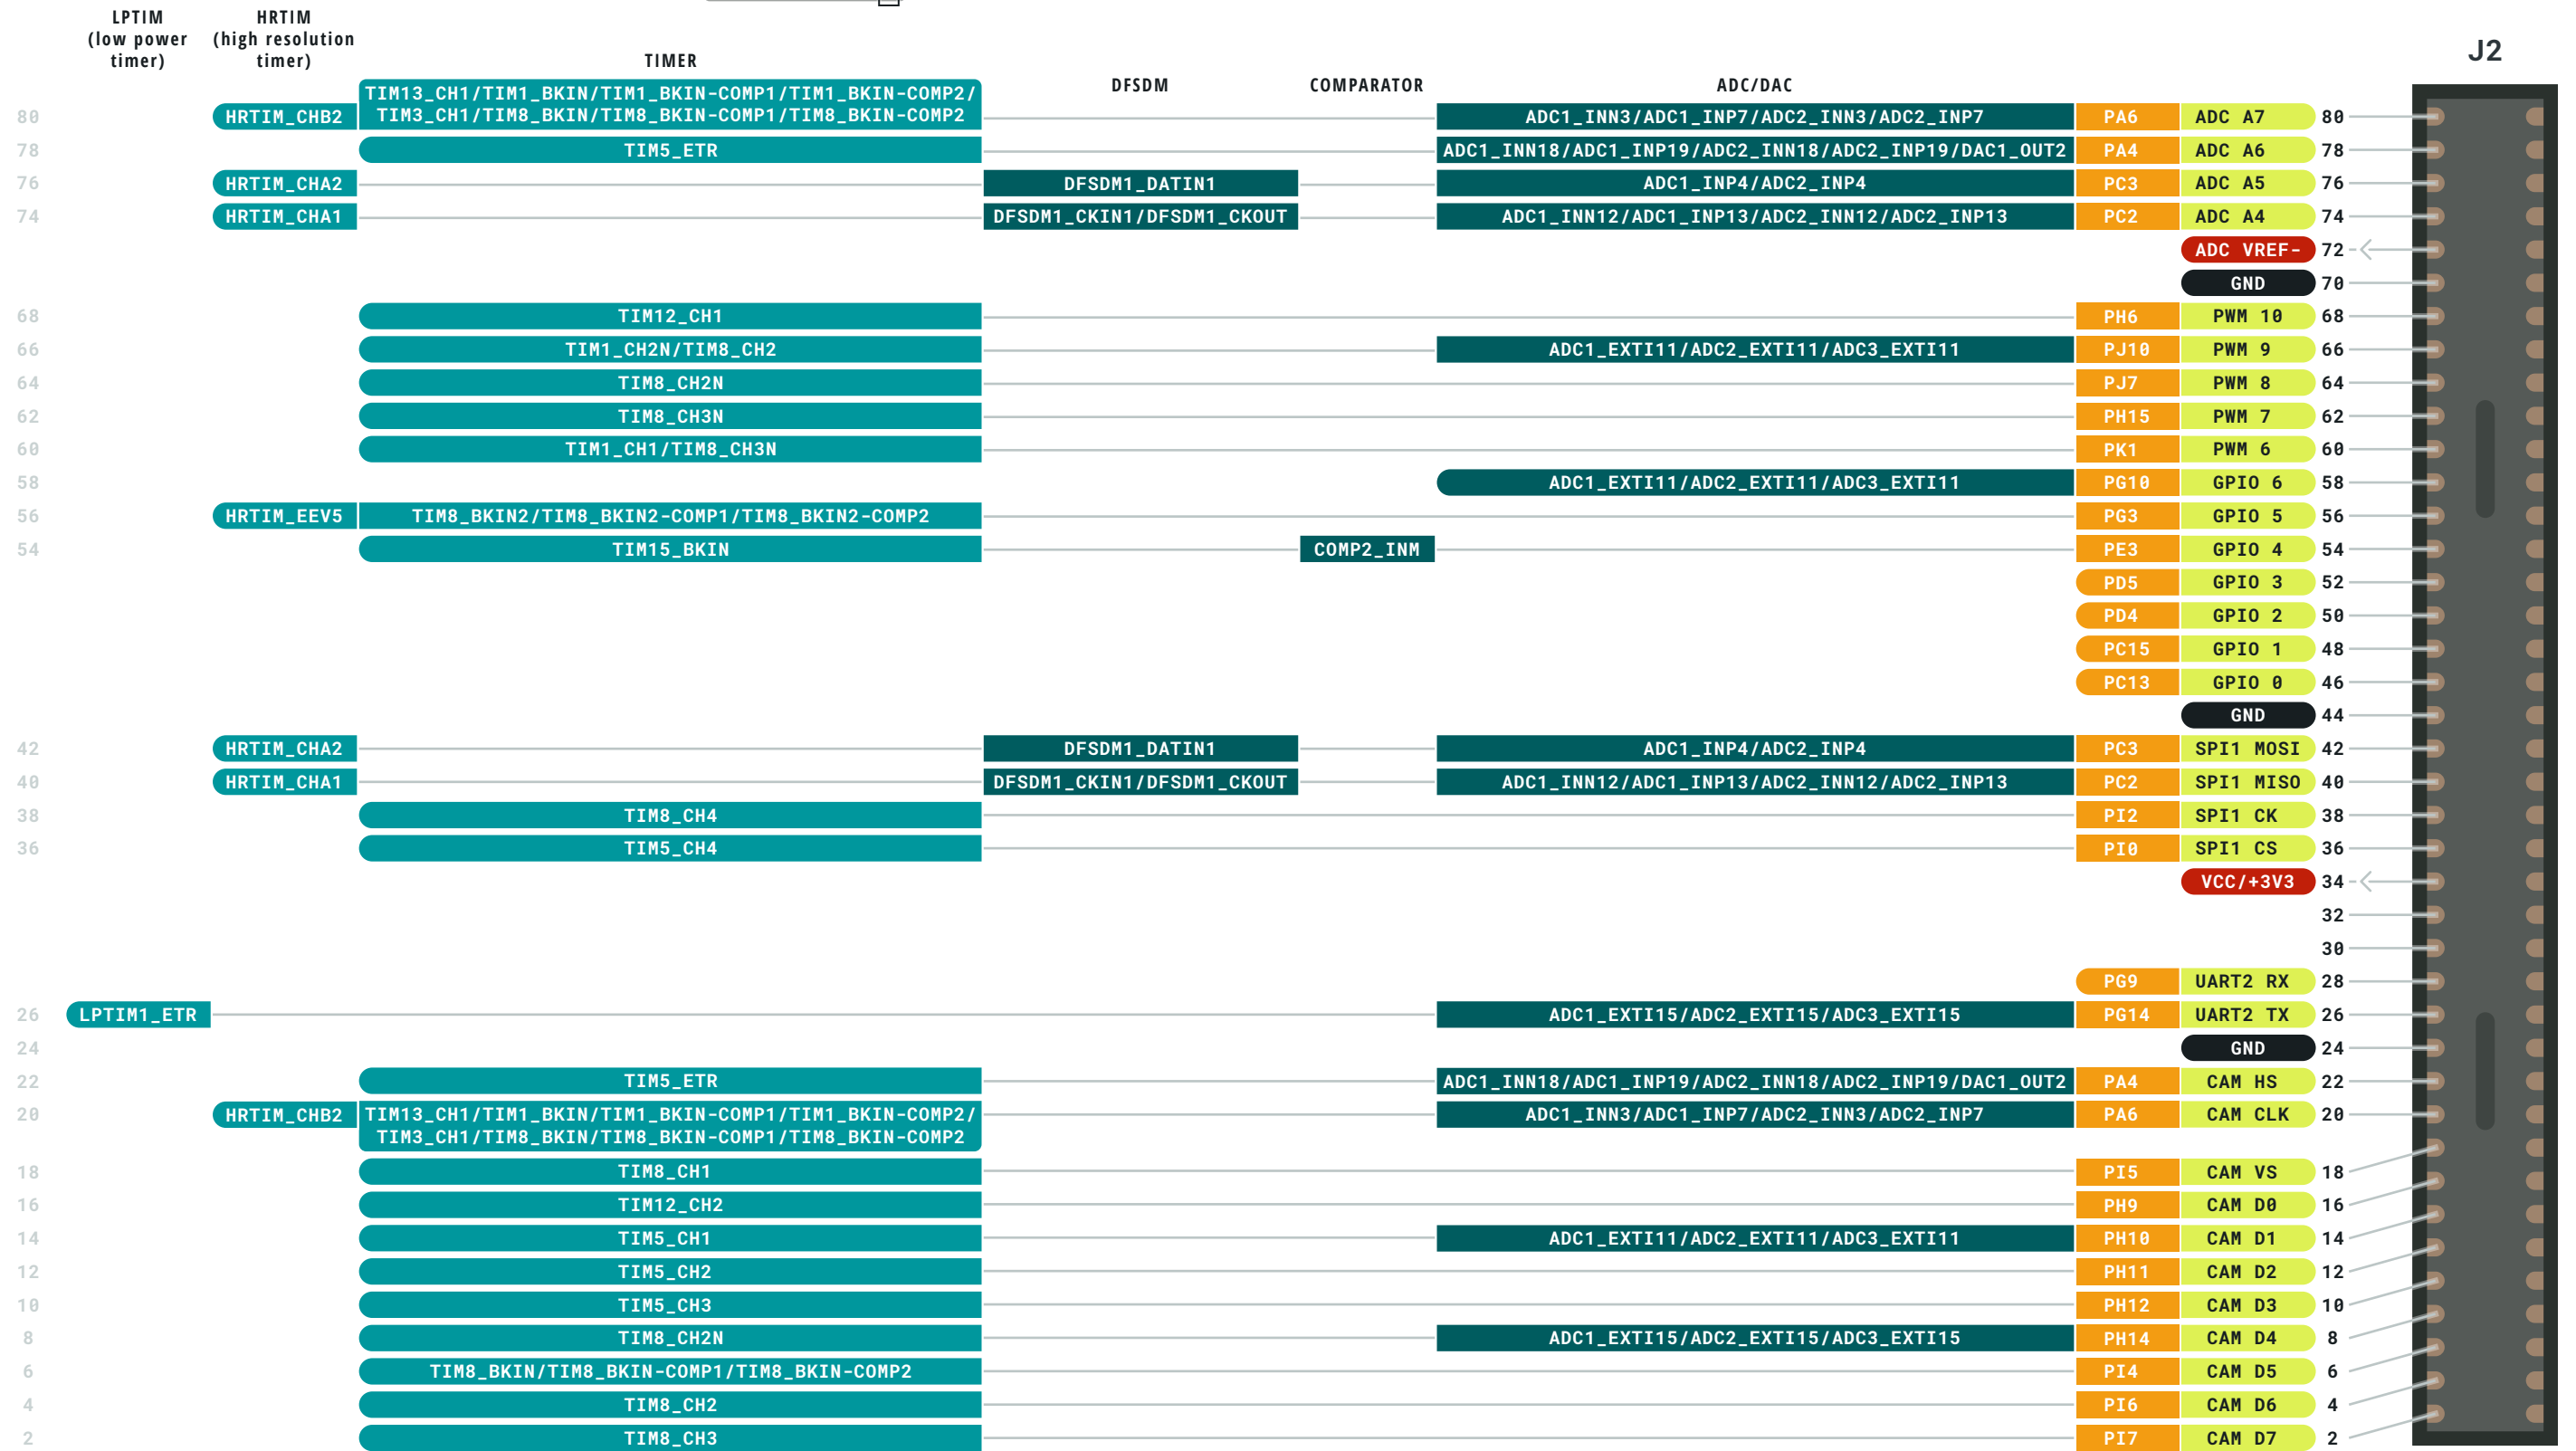 LPTIM
(low power
timer)
HRTIM
(high resolution
timer)
TIMER
DFSDM
COMPARATOR
ADC/DAC
J2
80 HRTIM_CHB2 TIM13_CH1/TIM1_BKIN/TIM1_BKIN-COMP1/TIM1_BKIN-COMP2/
TIM3_CH1/TIM8_BKIN/TIM8_BKIN-COMP1/TIM8_BKIN-COMP2 ADC1_INN3/ADC1_INP7/ADC2_INN3/ADC2_INP7 PA6 ADC A7 80
78 TIM5_ETR ADC1_INN18/ADC1_INP19/ADC2_INN18/ADC2_INP19/DAC1_OUT2 PA4 ADC A6 78
76 HRTIM_CHA2 DFSDM1_DATIN1 ADC1_INP4/ADC2_INP4 PC3 ADC A5 76
74 HRTIM_CHA1 DFSDM1_CKIN1/DFSDM1_CKOUT ADC1_INN12/ADC1_INP13/ADC2_INN12/ADC2_INP13 PC2 ADC A4 74
ADC VREF- 72
GND 70
68 TIM12_CH1 PH6 PWM 10 68
66 TIM1_CH2N/TIM8_CH2 ADC1_EXTI11/ADC2_EXTI11/ADC3_EXTI11 PJ10 PWM 9 66
64 TIM8_CH2N PJ7 PWM 8 64
62 TIM8_CH3N PH15 PWM 7 62
60 TIM1_CH1/TIM8_CH3N PK1 PWM 6 60
58 ADC1_EXTI11/ADC2_EXTI11/ADC3_EXTI11 PG10 GPIO 6 58
56 HRTIM_EEV5 TIM8_BKIN2/TIM8_BKIN2-COMP1/TIM8_BKIN2-COMP2 PG3 GPIO 5 56
54 TIM15_BKIN COMP2_INM PE3 GPIO 4 54
PD5 GPIO 3 52
PD4 GPIO 2 50
PC15 GPIO 1 48
PC13 GPIO 0 46
GND 44
42 HRTIM_CHA2 DFSDM1_DATIN1 ADC1_INP4/ADC2_INP4 PC3 SPI1 MOSI 42
40 HRTIM_CHA1 DFSDM1_CKIN1/DFSDM1_CKOUT ADC1_INN12/ADC1_INP13/ADC2_INN12/ADC2_INP13 PC2 SPI1 MISO 40
38 TIM8_CH4 PI2 SPI1 CK 38
36 TIM5_CH4 PI0 SPI1 CS 36
VCC/+3V3 34
32
30
PG9 UART2 RX 28
26 LPTIM1_ETR ADC1_EXTI15/ADC2_EXTI15/ADC3_EXTI15 PG14 UART2 TX 26
24 GND 24
22 TIM5_ETR ADC1_INN18/ADC1_INP19/ADC2_INN18/ADC2_INP19/DAC1_OUT2 PA4 CAM HS 22
20 HRTIM_CHB2 TIM13_CH1/TIM1_BKIN/TIM1_BKIN-COMP1/TIM1_BKIN-COMP2/ ADC1_INN3/ADC1_INP7/ADC2_INN3/ADC2_INP7 PA6 CAM CLK 20
TIM3_CH1/TIM8_BKIN/TIM8_BKIN-COMP1/TIM8_BKIN-COMP2
18 TIM8_CH1 PI5 CAM VS 18
16 TIM12_CH2 PH9 CAM D0 16
14 TIM5_CH1 ADC1_EXTI11/ADC2_EXTI11/ADC3_EXTI11 PH10 CAM D1 14
12 TIM5_CH2 PH11 CAM D2 12
10 TIM5_CH3 PH12 CAM D3 10
8 TIM8_CH2N ADC1_EXTI15/ADC2_EXTI15/ADC3_EXTI15 PH14 CAM D4 8
6 TIM8_BKIN/TIM8_BKIN-COMP1/TIM8_BKIN-COMP2 PI4 CAM D5 6
4 TIM8_CH2 PI6 CAM D6 4
2 TIM8_CH3 PI7 CAM D7 2